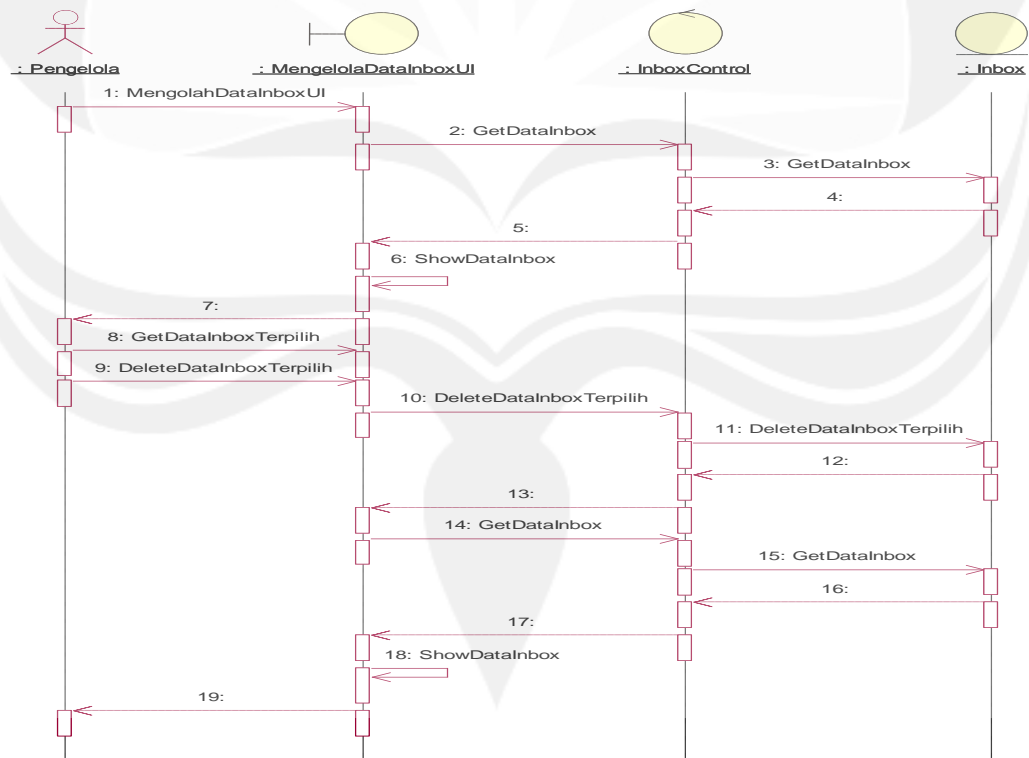 : Pengelola
: MengelolaDataInboxUI
: InboxControl
: Inbox
1: MengolahDataInboxUI
2: GetDataInbox
3: GetDataInbox
4:
5:
6: ShowDataInbox
7:
8: GetDataInboxTerpilih
9: DeleteDataInboxTerpilih
10: DeleteDataInboxTerpilih
11: DeleteDataInboxTerpilih
12:
13:
14: GetDataInbox
15: GetDataInbox
16:
17:
18: ShowDataInbox
19: